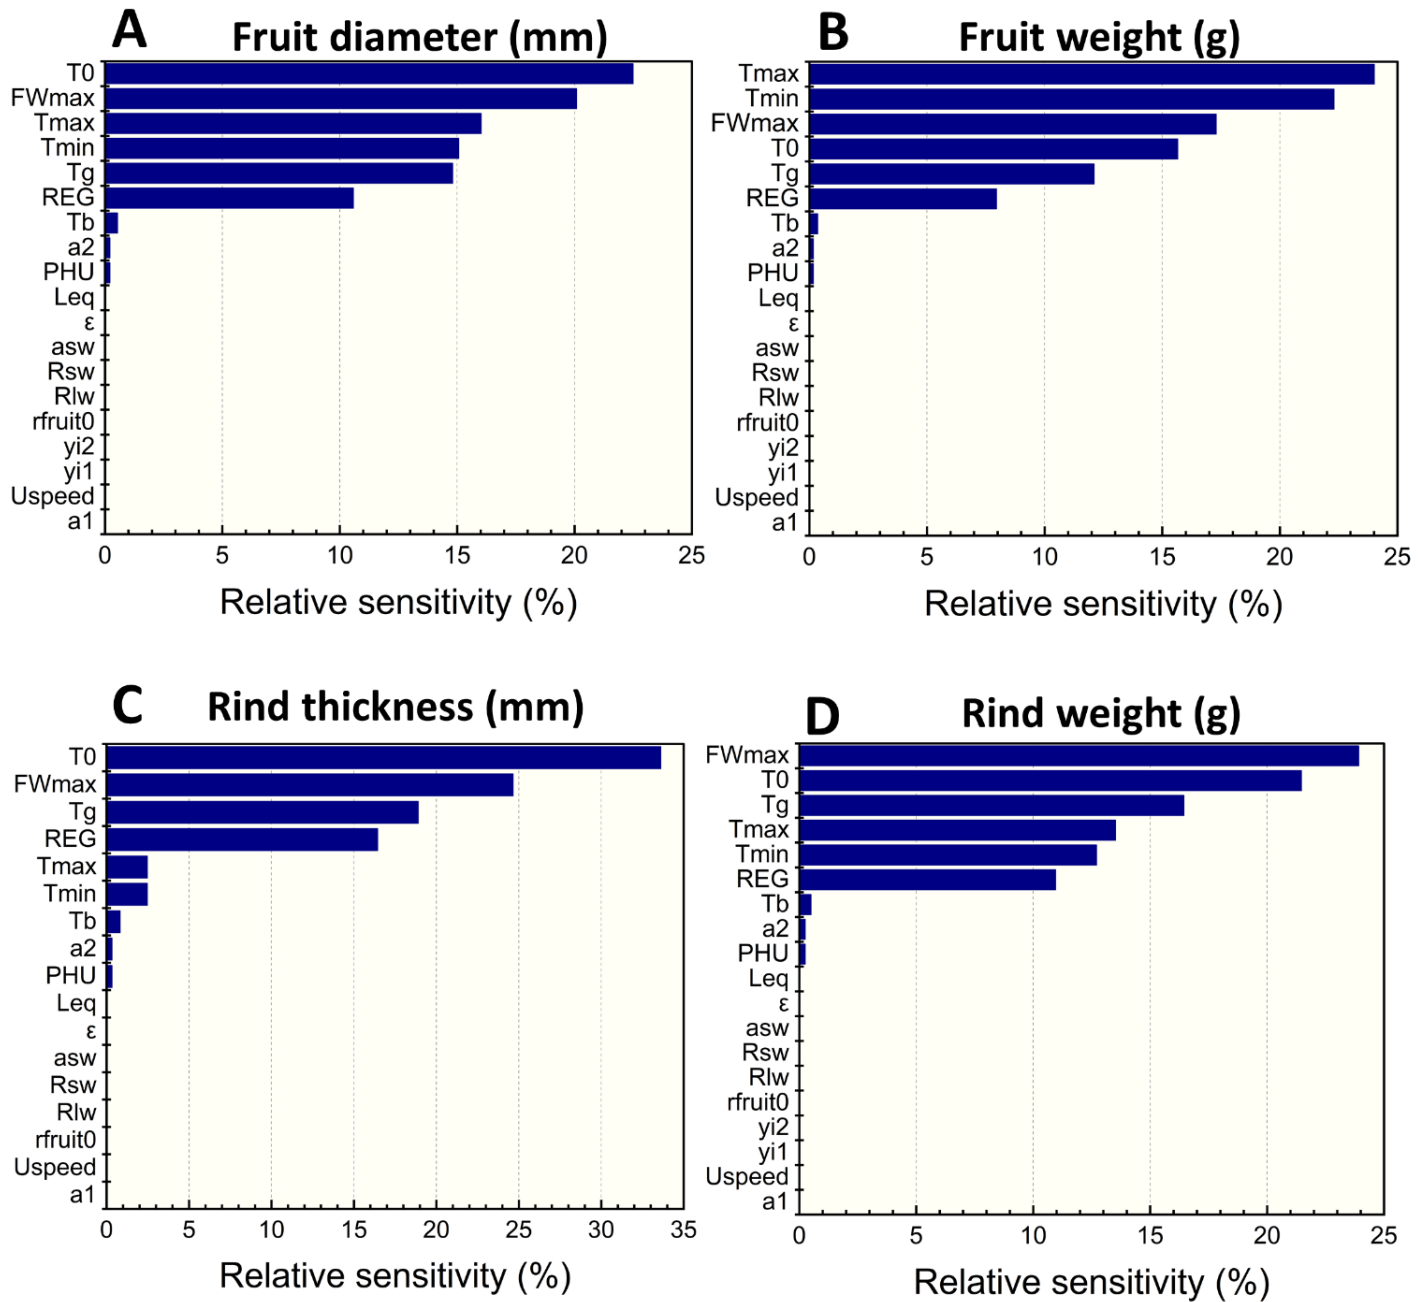 A Fruit diameter (mm)
T0
FWmax
Tmax
Tmin
Tg
REG
Tb
a2
PHU
Leq
ε
asw
Rsw
Rlw
rfruit0
yi2
yi1
Uspeed
a1
0 5 10 15 20 25
Relative sensitivity (%)
B Fruit weight (g)
Tmax
Tmin
FWmax
T0
Tg
REG
Tb
a2
PHU
Leq
ε
asw
Rsw
Rlw
rfruit0
yi2
yi1
Uspeed
a1
0 5 10 15 20 25
Relative sensitivity (%)
C Rind thickness (mm)
T0
FWmax
Tg
REG
Tmax
Tmin
Tb
a2
PHU
Leq
ε
asw
Rsw
Rlw
rfruit0
Uspeed
a1
0 5 10 15 20 25 30 35
Relative sensitivity (%)
D Rind weight (g)
FWmax
T0
Tg
Tmax
Tmin
REG
Tb
a2
PHU
Leq
ε
asw
Rsw
Rlw
rfruit0
yi2
yi1
Uspeed
a1
0 5 10 15 20 25
Relative sensitivity (%)